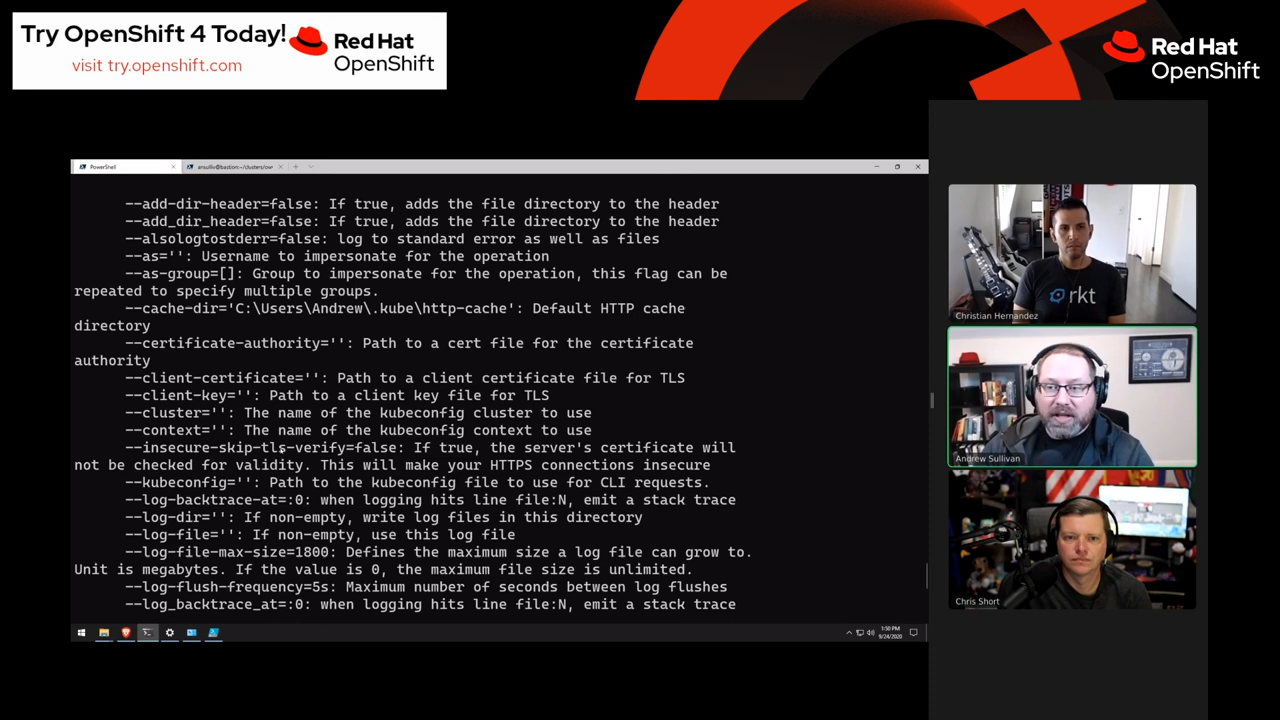 Try OpenShift 4 Today!
visit try.openshift.com
Red Hat
OpenShift
Red Hat
OpenShift
PowerShell
ansulliv@bastion:~/clusters/ove
--add-dir-header=false: If true, adds the file directory to the header
--add_dir_header=false: If true, adds the file directory to the header
--alsologtostderr=false: log to standard error as well as files
--as='': Username to impersonate for the operation
--as-group=[]: Group to impersonate for the operation, this flag can be
repeated to specify multiple groups.
--cache-dir='C:\Users\Andrew\.kube\http-cache': Default HTTP cache
directory
--certificate-authority='': Path to a cert file for the certificate
authority
--client-certificate='': Path to a client certificate file for TLS
--client-key='': Path to a client key file for TLS
--cluster='': The name of the kubeconfig cluster to use
--context='': The name of the kubeconfig context to use
--insecure-skip-tls-verify=false: If true, the server's certificate will
not be checked for validity. This will make your HTTPS connections insecure
--kubeconfig='': Path to the kubeconfig file to use for CLI requests.
--log-backtrace-at=:0: when logging hits line file:N, emit a stack trace
--log-dir='': If non-empty, write log files in this directory
--log-file='': If non-empty, use this log file
--log-file-max-size=1800: Defines the maximum size a log file can grow to.
Unit is megabytes. If the value is 0, the maximum file size is unlimited.
--log-flush-frequency=5s: Maximum number of seconds between log flushes
--log_backtrace_at=:0: when logging hits line file:N, emit a stack trace
1:50 PM
9/24/2020
rkt
Christian Hernandez
Andrew Sullivan
Chris Short